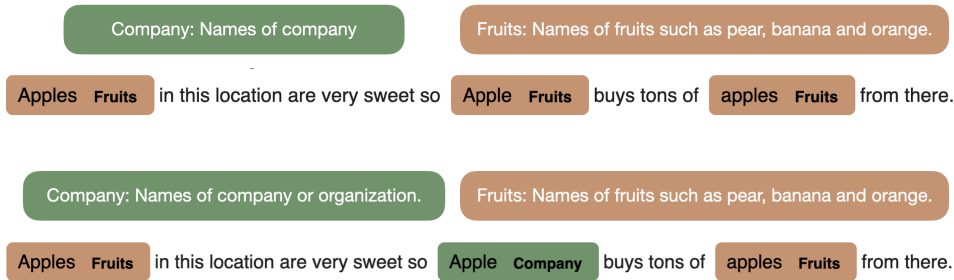 Company: Names of company Fruits: Names of fruits such as pear, banana and orange.
Apples Fruits in this location are very sweet so Apple Fruits buys tons of apples Fruits from there.
Company: Names of company or organization. Fruits: Names of fruits such as pear, banana and orange.
Apples Fruits in this location are very sweet so Apple Company buys tons of apples Fruits from there.